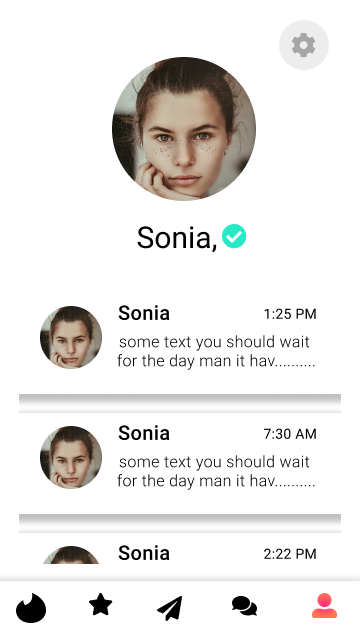 Sonia,
Sonia 1:25 PM
some text you should wait
for the day man it hav..........
Sonia 7:30 AM
some text you should wait
for the day man it hav..........
Sonia 2:22 PM